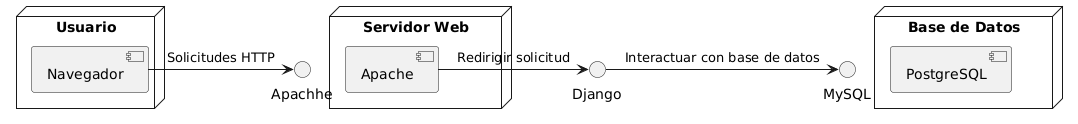 Usuario
Navegador
Solicitudes HTTP
Apachhe
Servidor Web
Apache
Redirigir solicitud
Django
Interactuar con base de datos
MySQL
Base de Datos
PostgreSQL